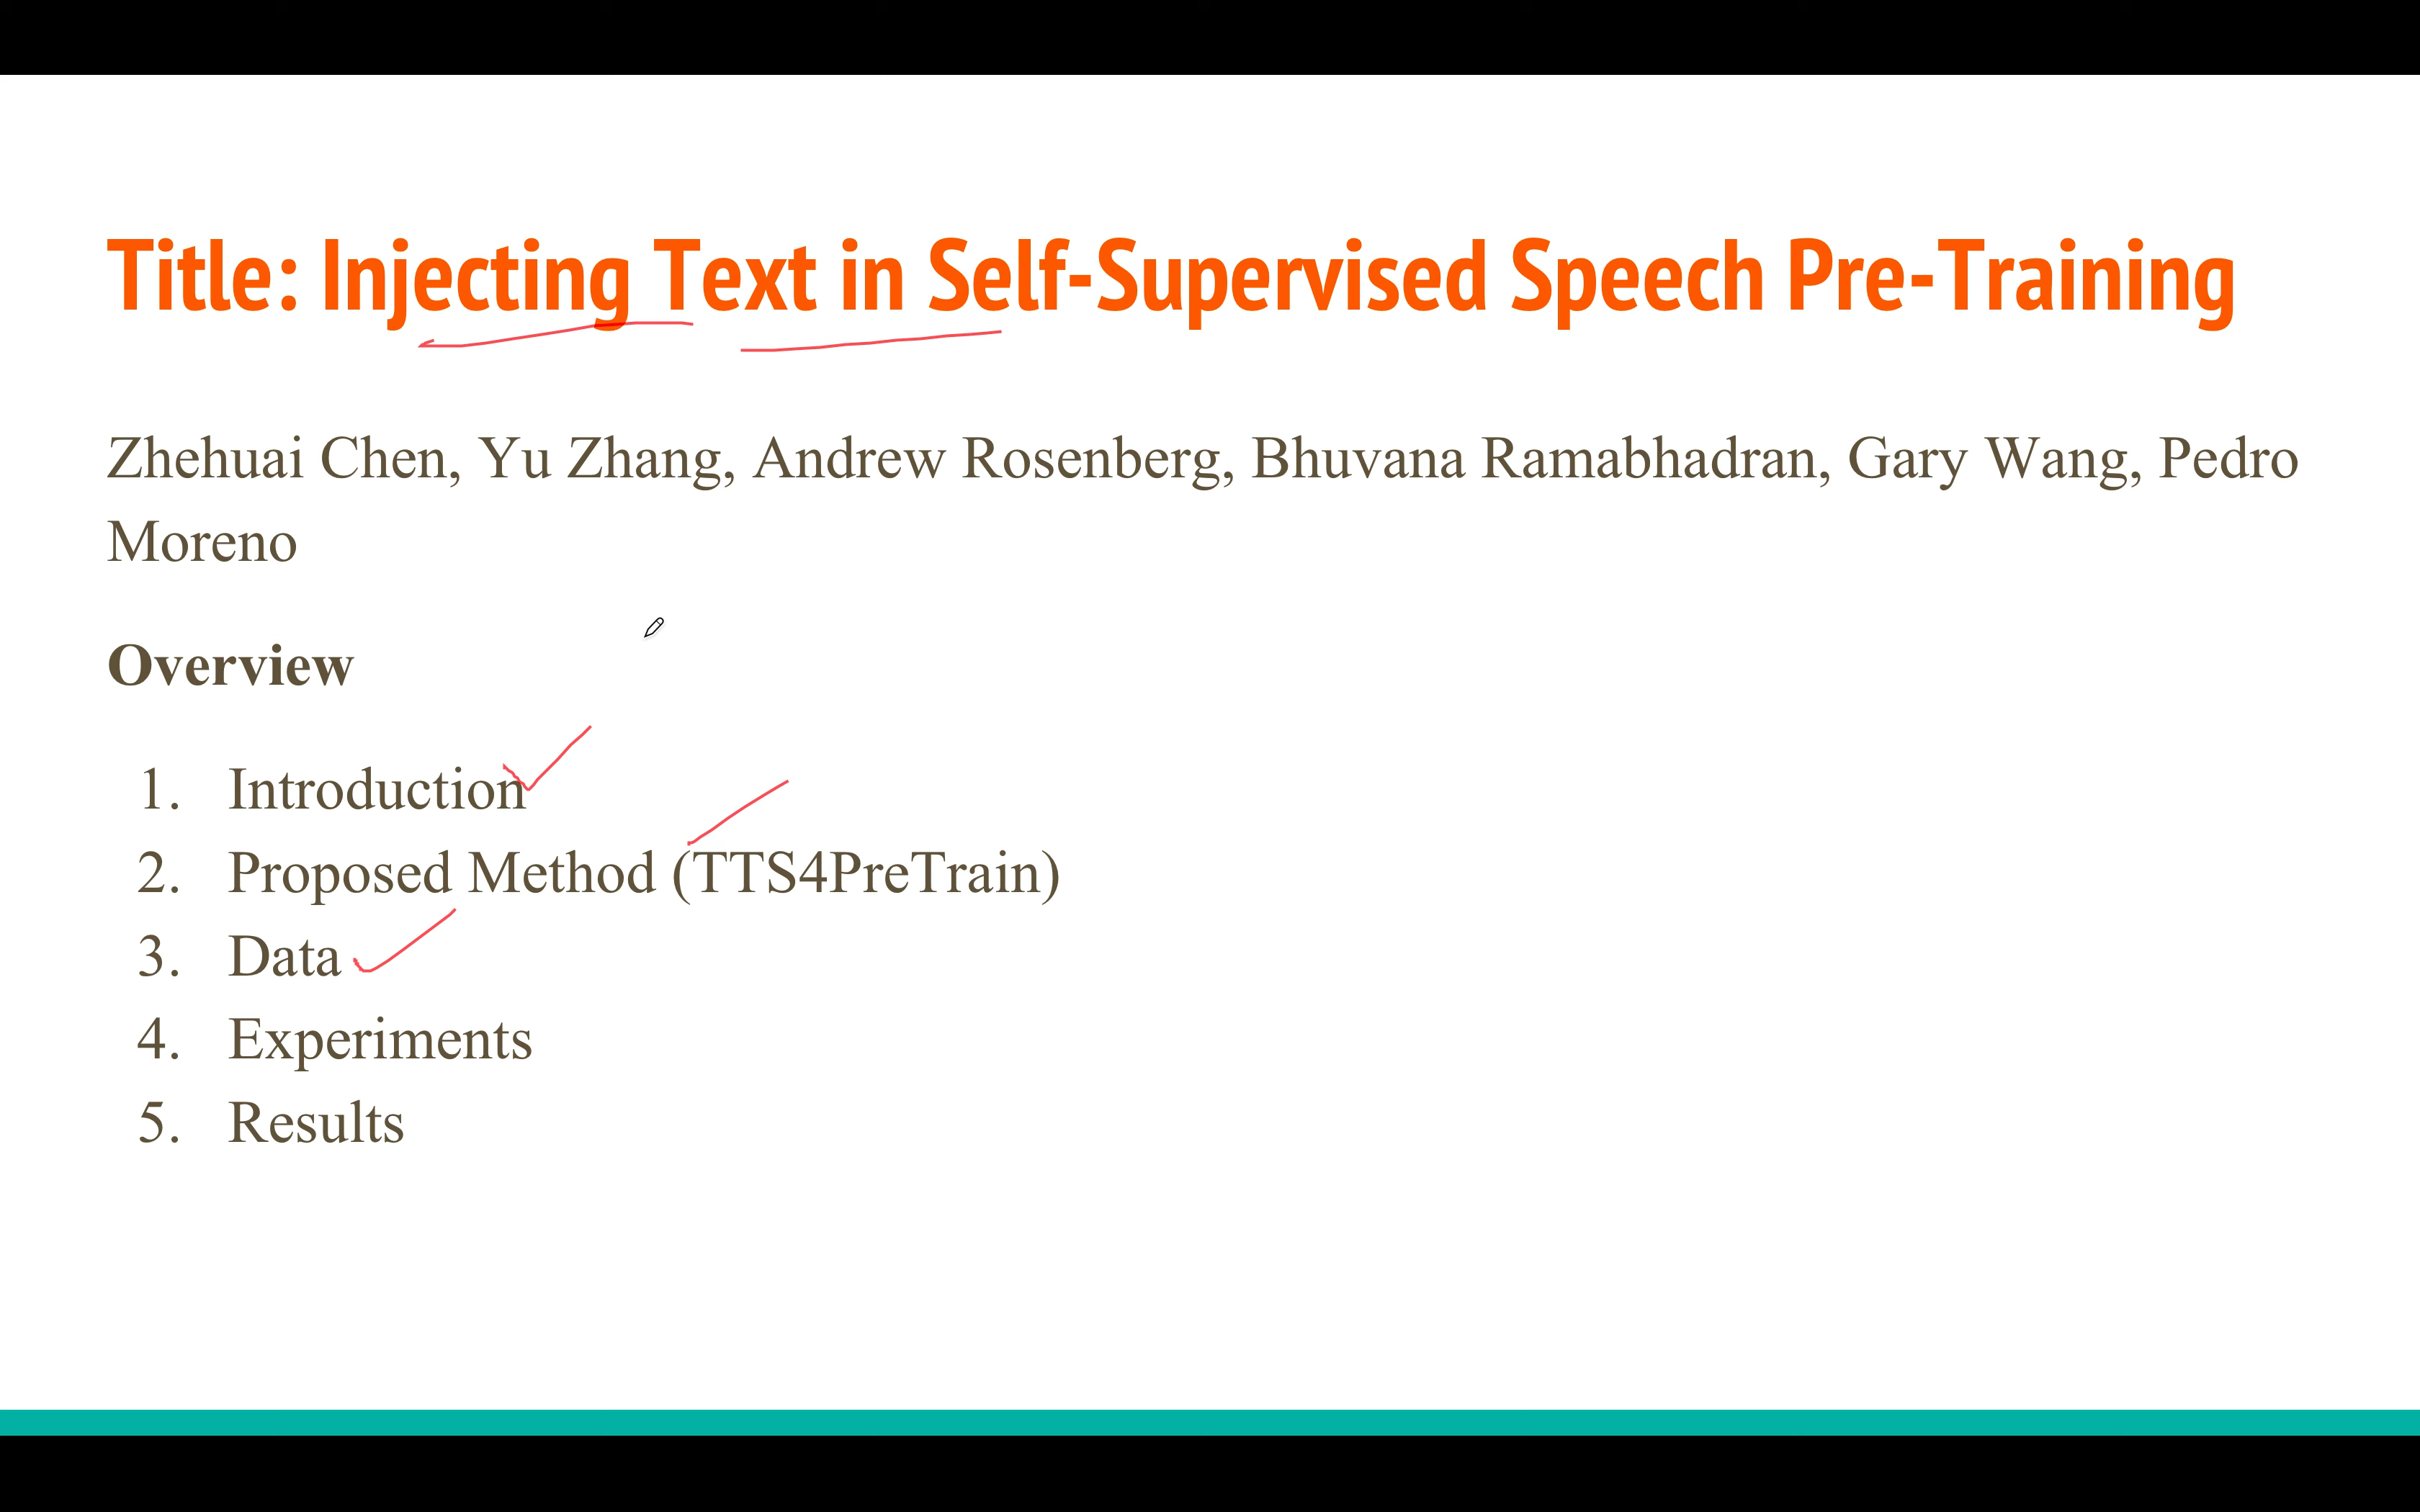 Title: Injecting Text in Self-Supervised Speech Pre-Training
Zhehuai Chen, Yu Zhang, Andrew Rosenberg, Bhuvana Ramabhadran, Gary Wang, Pedro
Moreno
Overview
1. Introduction
2. Proposed Method (TTS4PreTrain)
3. Data
4. Experiments
5. Results